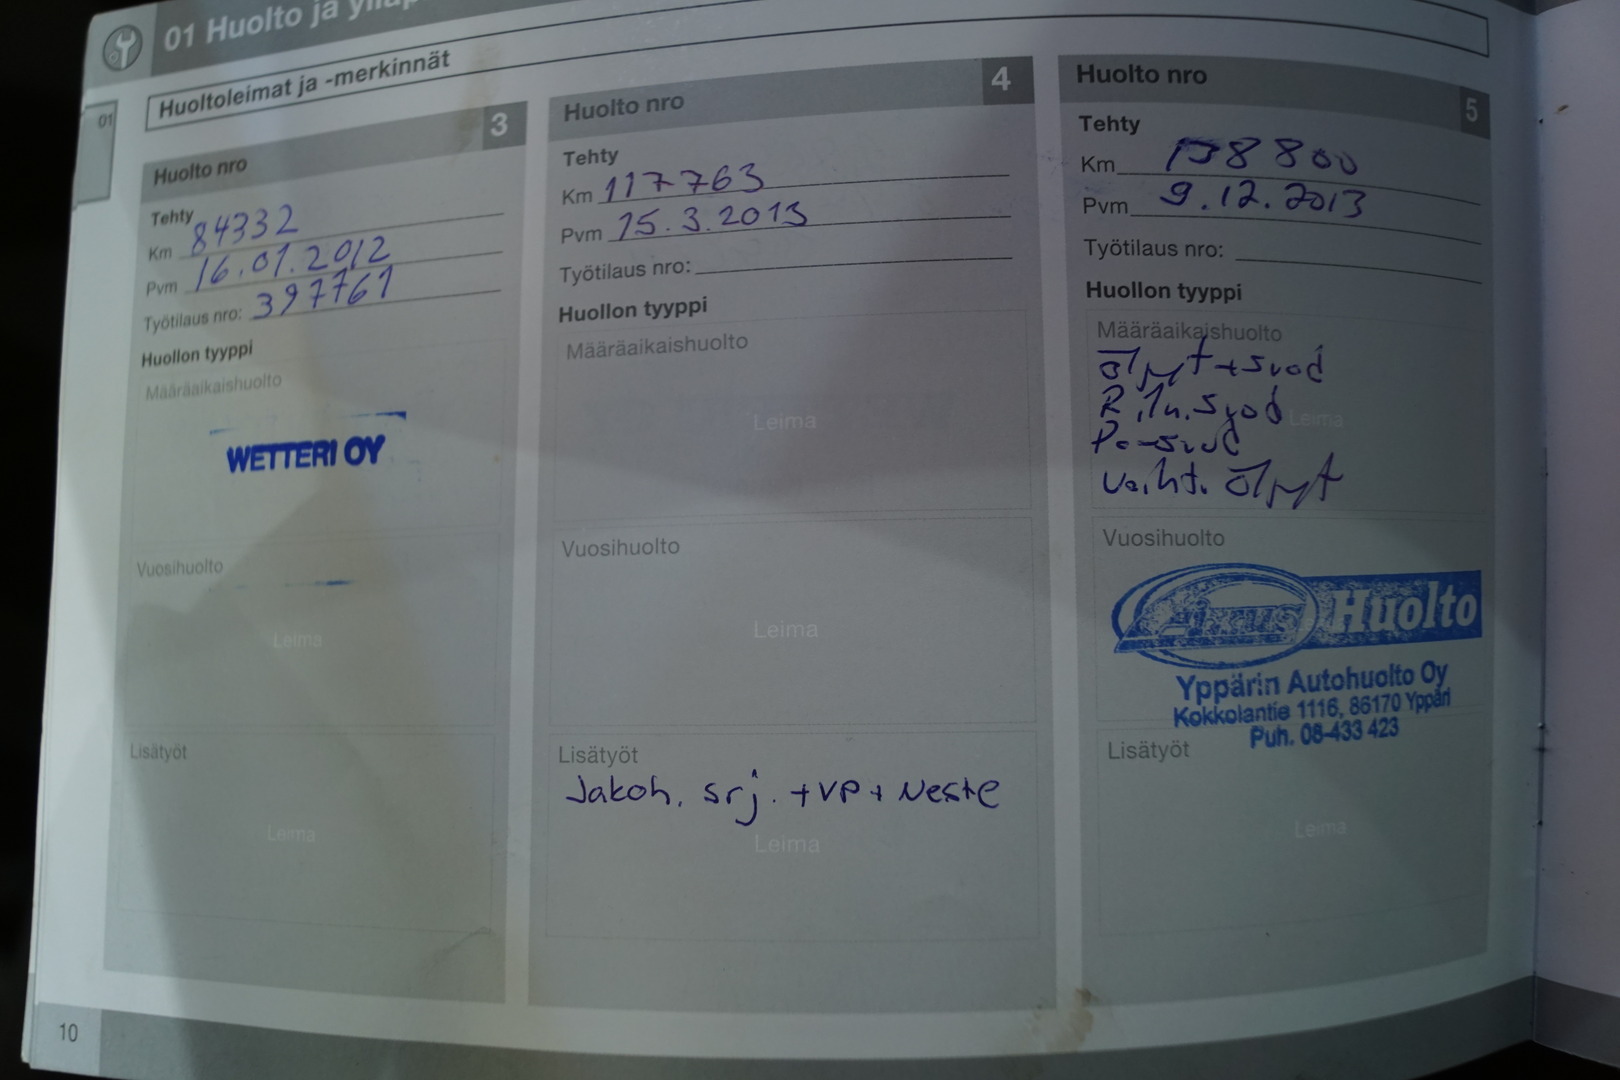 01 Huolto ja
Huoltoleimat ja -merkinnät
01
Huolto nro 3
Tehty
Km 84332
Pvm 16.01.2012
Työtilaus nro: 397761
Huollon tyyppi
Määräaikaishuolto
WETTERI OY
Vuosihuolto
Leima
Lisätyöt
Leima
Huolto nro 4
Tehty
Km 117763
Pvm 15.3.2013
Työtilaus nro:
Huollon tyyppi
Määräaikaishuolto
Leima
Vuosihuolto
Leima
Lisätyöt
Jakoh. srj. +VP+ Neste
Leima
Huolto nro 5
Tehty
Km 138800
Pvm 9.12.2013
Työtilaus nro:
Huollon tyyppi
Määräaikaishuolto
Öljyt + suod
Leima
Vaiht. Öljyt
Vuosihuolto
Huolto
Yppärin Autohuolto Oy
Kokkolantie 1116, 86170 Yppäri
Puh. 08-433 423
Lisätyöt
Leima
10